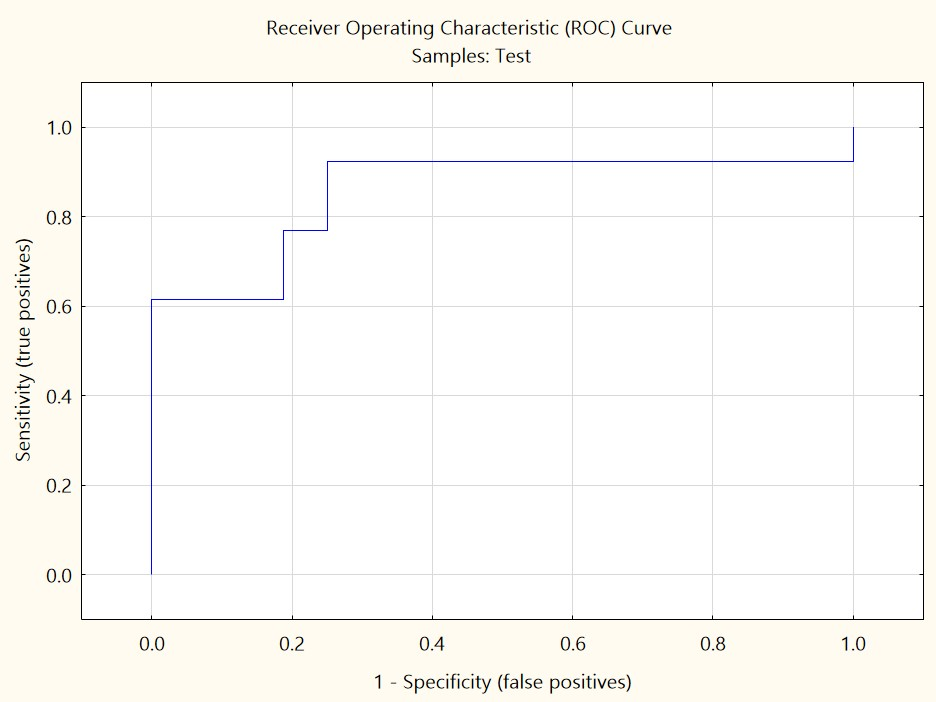 Receiver Operating Characteristic (ROC) Curve
Samples: Test
1.0
0.8
0.6
0.4
0.2
0.0
Sensitivity (true positives)
0.0 0.2 0.4 0.6 0.8 1.0
1 - Specificity (false positives)